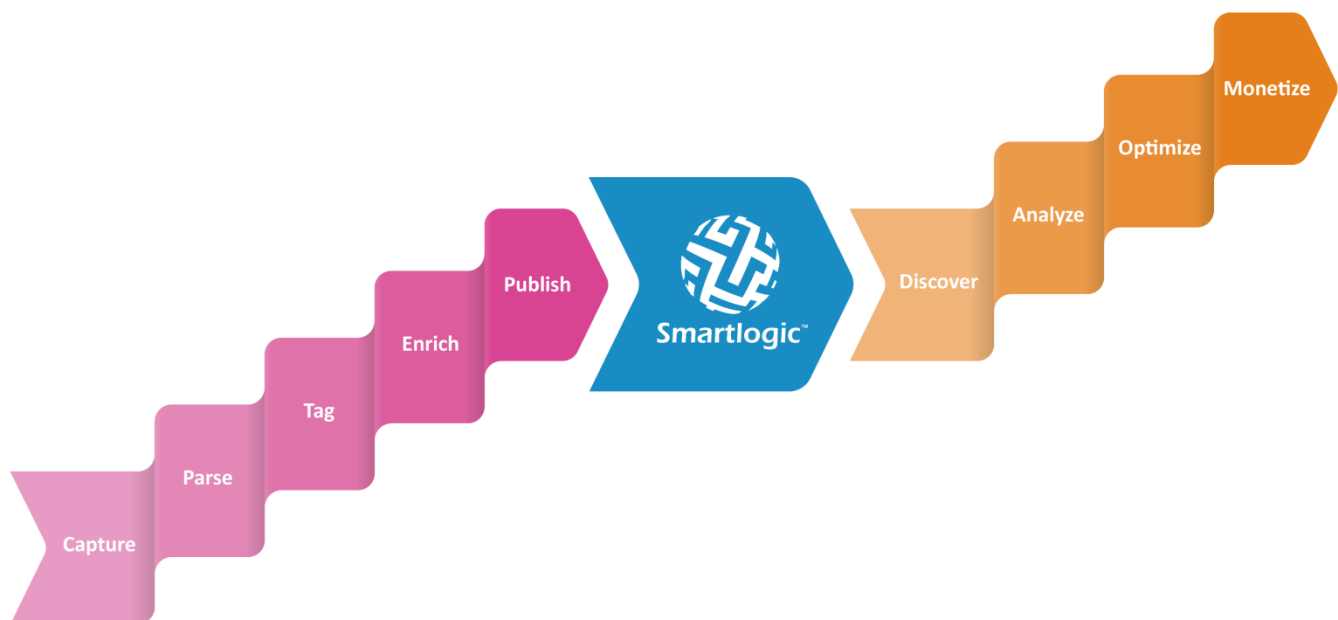 Capture
Parse
Tag
Enrich
Publish
Smartlogic™
Discover
Analyze
Optimize
Monetize